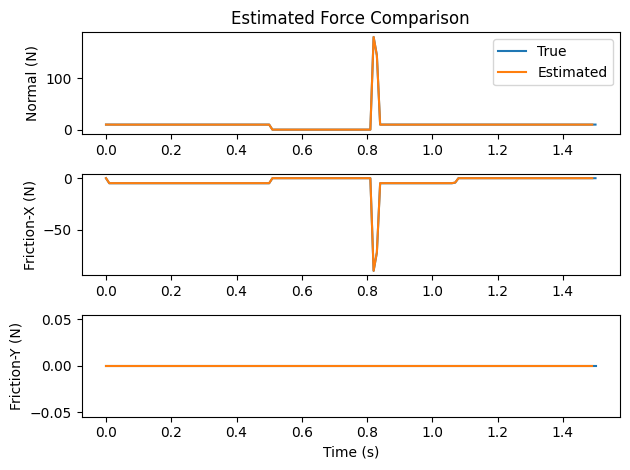 Estimated Force Comparison
Normal (N)
100
0
True
Estimated
0.0 0.2 0.4 0.6 0.8 1.0 1.2 1.4
Friction-X (N)
0
−50
0.0 0.2 0.4 0.6 0.8 1.0 1.2 1.4
Friction-Y (N)
0.05
0.00
−0.05
0.0 0.2 0.4 0.6 0.8 1.0 1.2 1.4
Time (s)